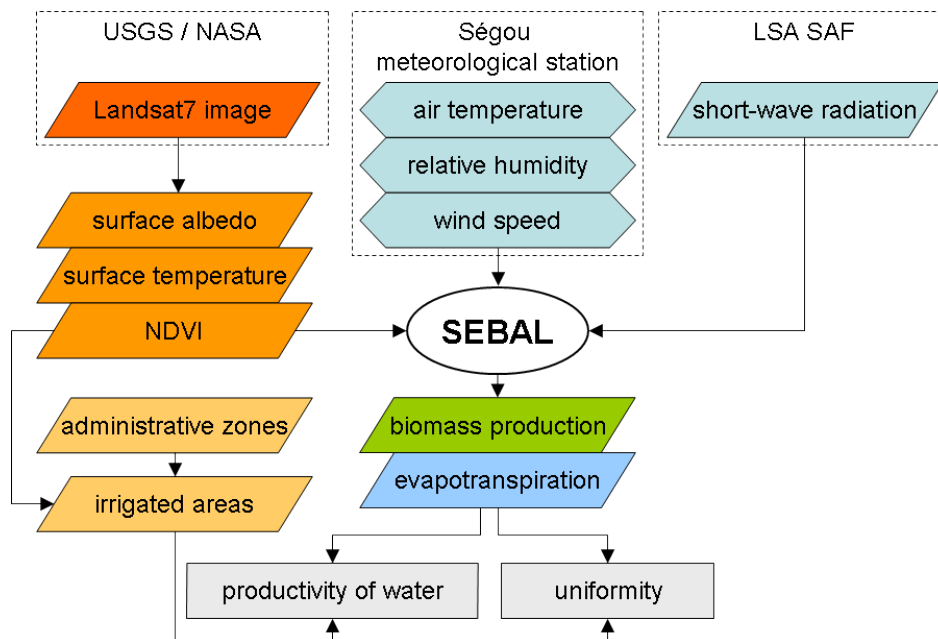 USGS / NASA
Landsat7 image
Ségou
meteorological station
air temperature
relative humidity
wind speed
LSA SAF
short-wave radiation
surface albedo
surface temperature
NDVI
SEBAL
administrative zones
irrigated areas
biomass production
evapotranspiration
productivity of water
uniformity